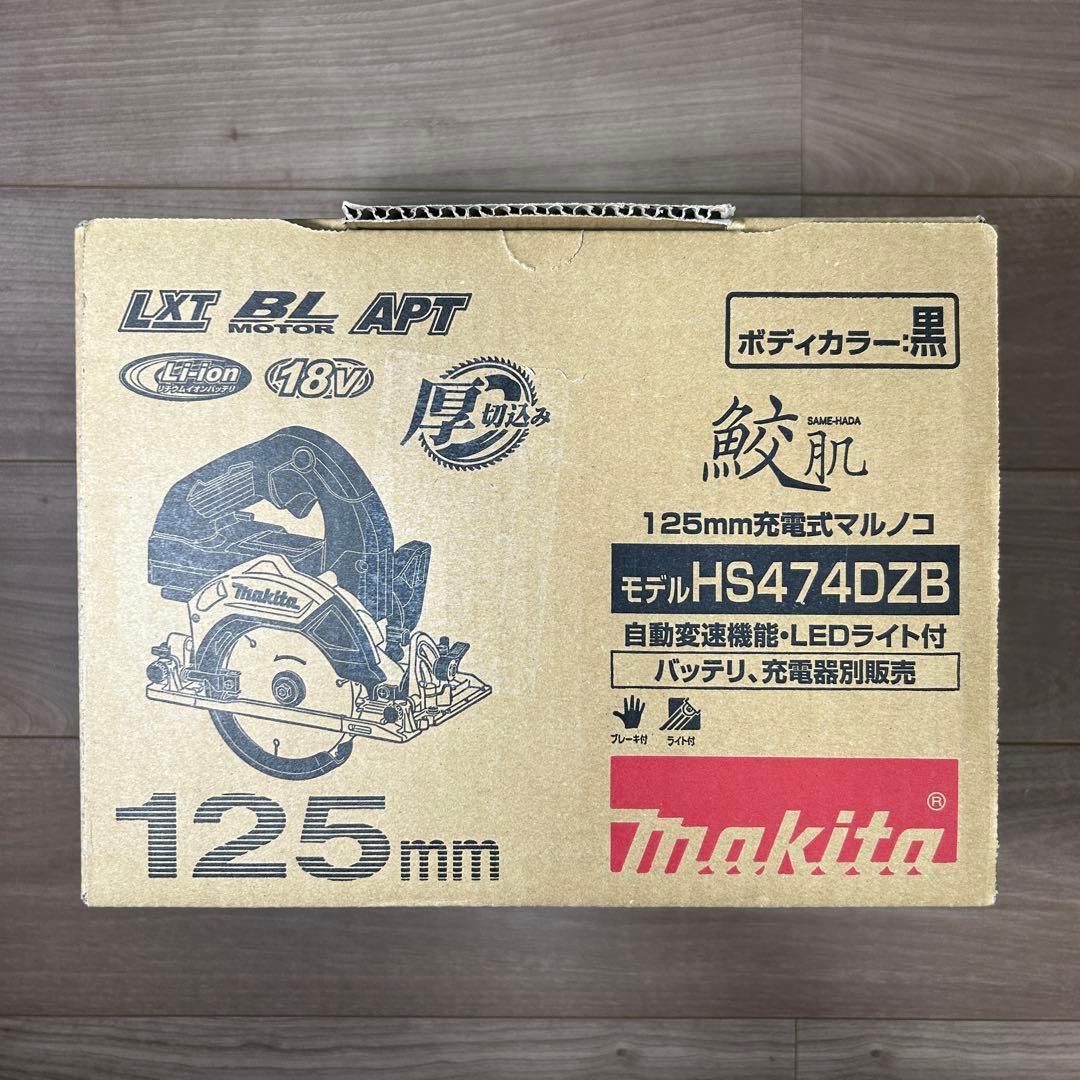 LXT BL MOTOR APT
Li-ion
リチウムイオンバッテリ
18V
厚切込み
makita
125mm
ボディカラー:黒
鮫肌
SAME-HADA
125mm充電式マルノコ
モデルHS474DZB
自動変速機能・LEDライト付
バッテリ、充電器別販売
ブレーキ付 ライト付
makita®